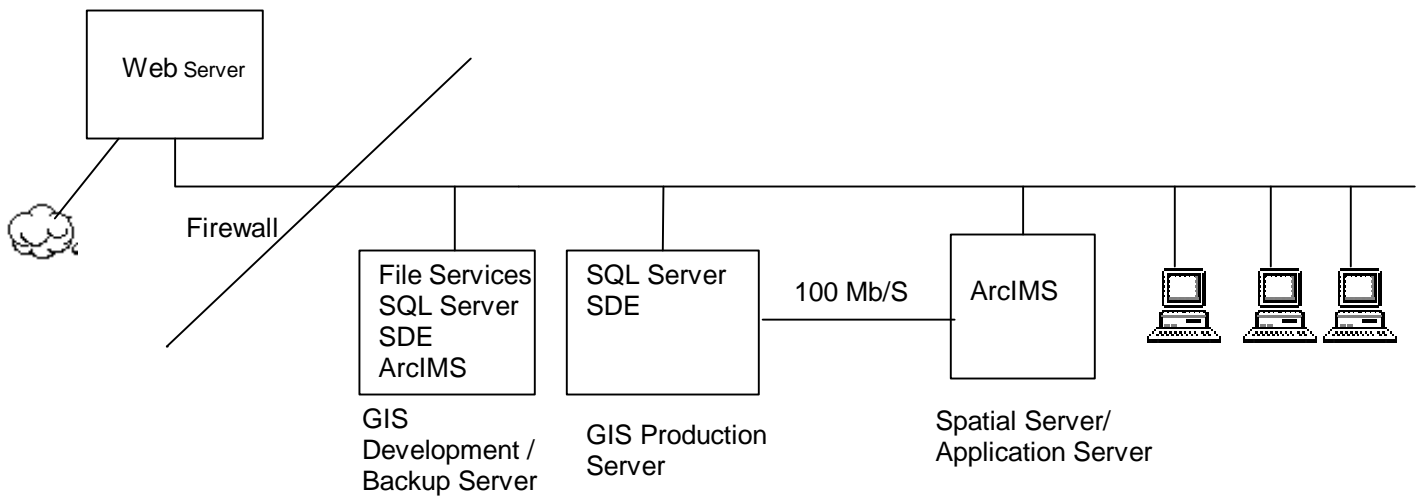 Web Server
Firewall
File Services
SQL Server
SDE
ArcIMS
GIS
Development /
Backup Server
SQL Server
SDE
GIS Production
Server
100 Mb/S
ArcIMS
Spatial Server/
Application Server